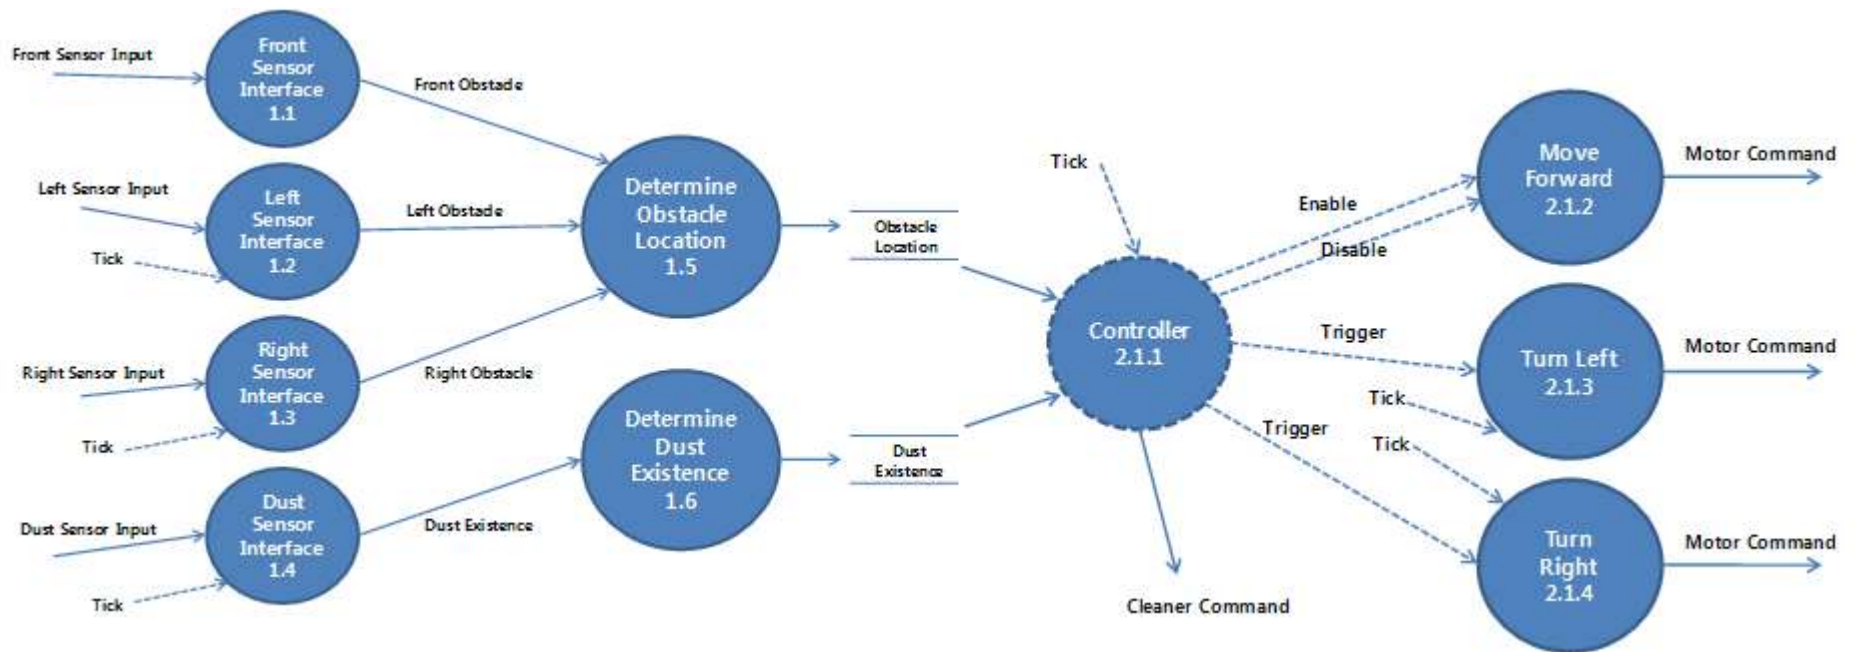 Front Sensor Input
Front
Sensor
Interface
1.1
Front Obstacle
Left Sensor Input
Tick
Left
Sensor
Interface
1.2
Left Obstacle
Right Sensor Input
Tick
Right
Sensor
Interface
1.3
Right Obstacle
Dust Sensor Input
Tick
Dust
Sensor
Interface
1.4
Dust Existence
Determine
Obstacle
Location
1.5
Determine
Dust
Existence
1.6
Obstacle
Location
Dust
Existence
Tick
Controller
2.1.1
Cleaner Command
Enable
Disable
Trigger
Trigger
Tick
Tick
Move
Forward
2.1.2
Motor Command
Turn Left
2.1.3
Motor Command
Turn
Right
2.1.4
Motor Command